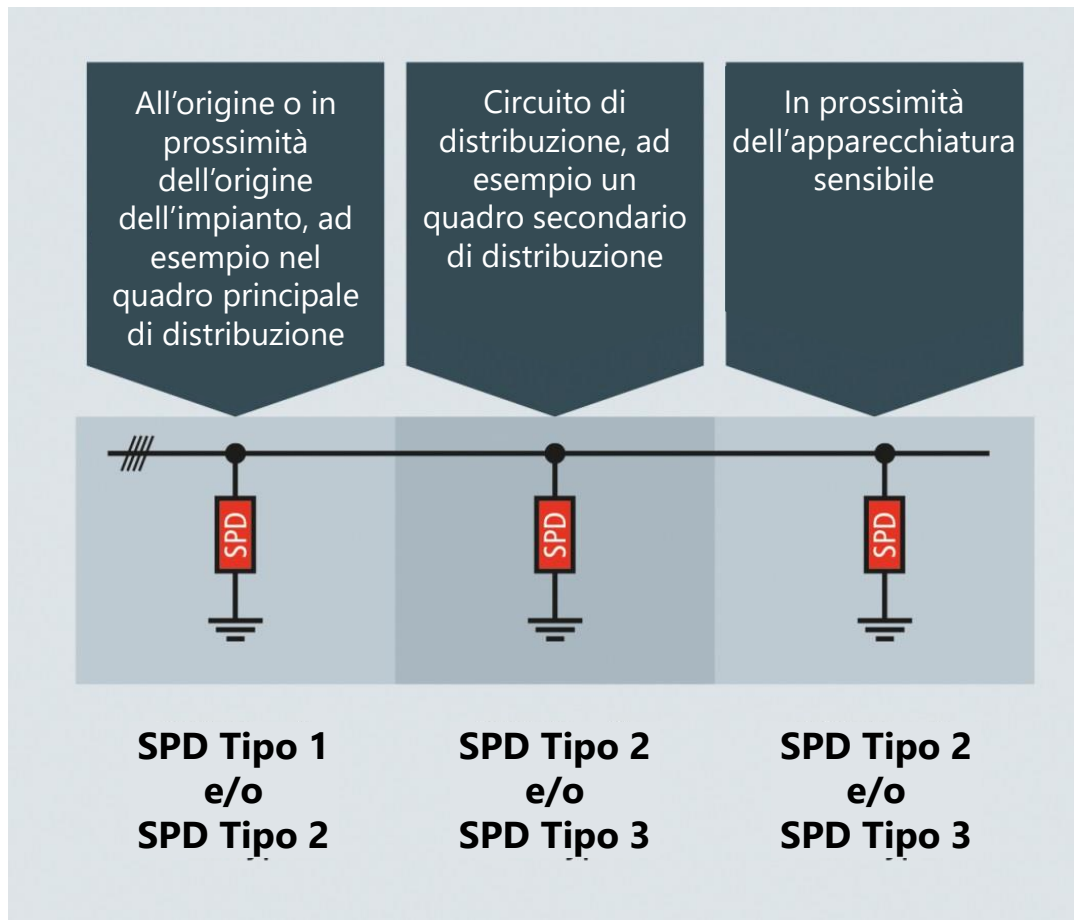 All'origine o in
prossimità
dell'origine
dell'impianto, ad
esempio nel
quadro principale
di distribuzione
Circuito di
distribuzione, ad
esempio un
quadro secondario
di distribuzione
In prossimità
dell'apparecchiatura
sensibile
SPD
SPD
SPD
SPD Tipo 1
e/o
SPD Tipo 2
SPD Tipo 2
e/o
SPD Tipo 3
SPD Tipo 2
e/o
SPD Tipo 3